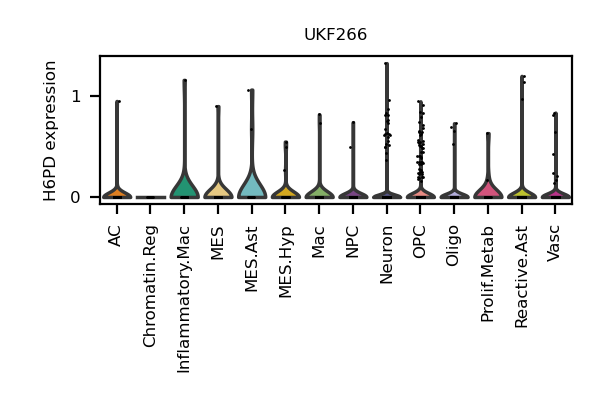 UKF266
H6PD expression
1
0
AC
Chromatin.Reg
Inflammatory.Mac
MES
MES.Ast
MES.Hyp
Mac
NPC
Neuron
OPC
Oligo
Prolif.Metab
Reactive.Ast
Vasc